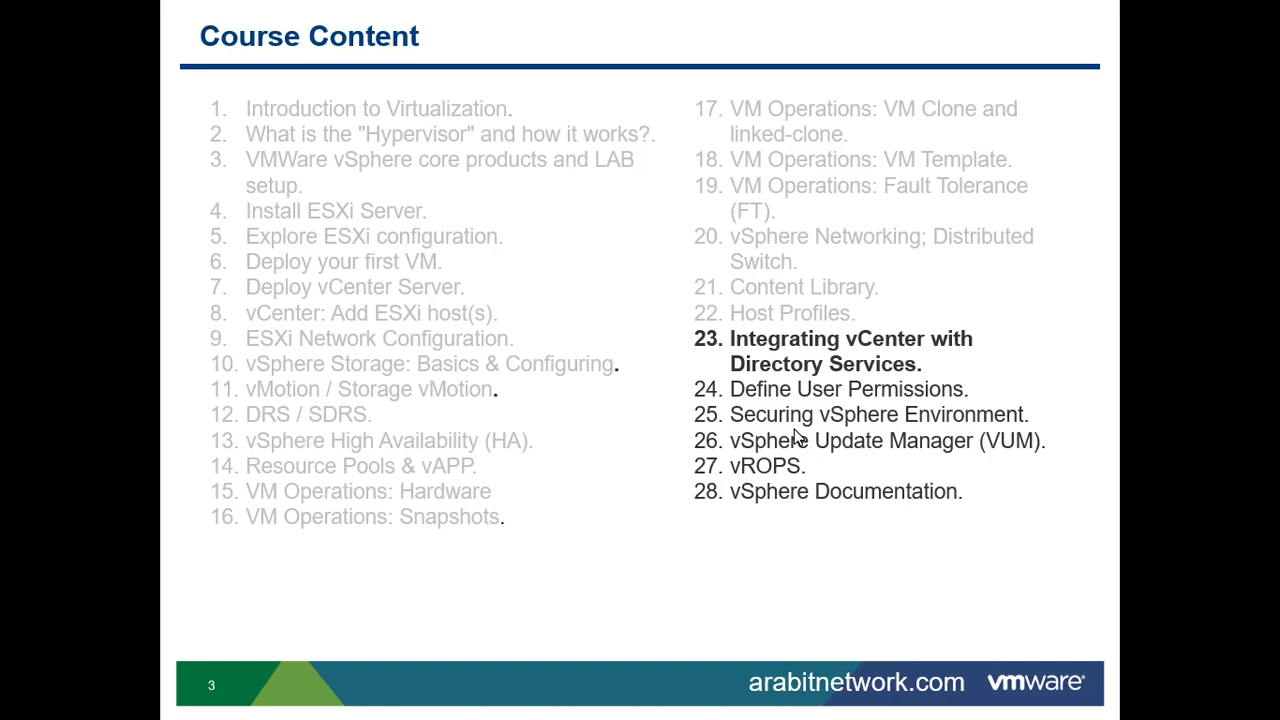 Course Content
1. Introduction to Virtualization.
2. What is the "Hypervisor" and how it works?.
3. VMWare vSphere core products and LAB
setup.
4. Install ESXi Server.
5. Explore ESXi configuration.
6. Deploy your first VM.
7. Deploy vCenter Server.
8. vCenter: Add ESXi host(s).
9. ESXi Network Configuration.
10. vSphere Storage: Basics & Configuring.
11. vMotion / Storage vMotion.
12. DRS / SDRS.
13. vSphere High Availability (HA).
14. Resource Pools & vAPP.
15. VM Operations: Hardware
16. VM Operations: Snapshots.
17. VM Operations: VM Clone and
linked-clone.
18. VM Operations: VM Template.
19. VM Operations: Fault Tolerance
(FT).
20. vSphere Networking; Distributed
Switch.
21. Content Library.
22. Host Profiles.
23. Integrating vCenter with
Directory Services.
24. Define User Permissions.
25. Securing vSphere Environment.
26. vSphere Update Manager (VUM).
27. vROPS.
28. vSphere Documentation.
3
arabitnetwork.com
vmware®